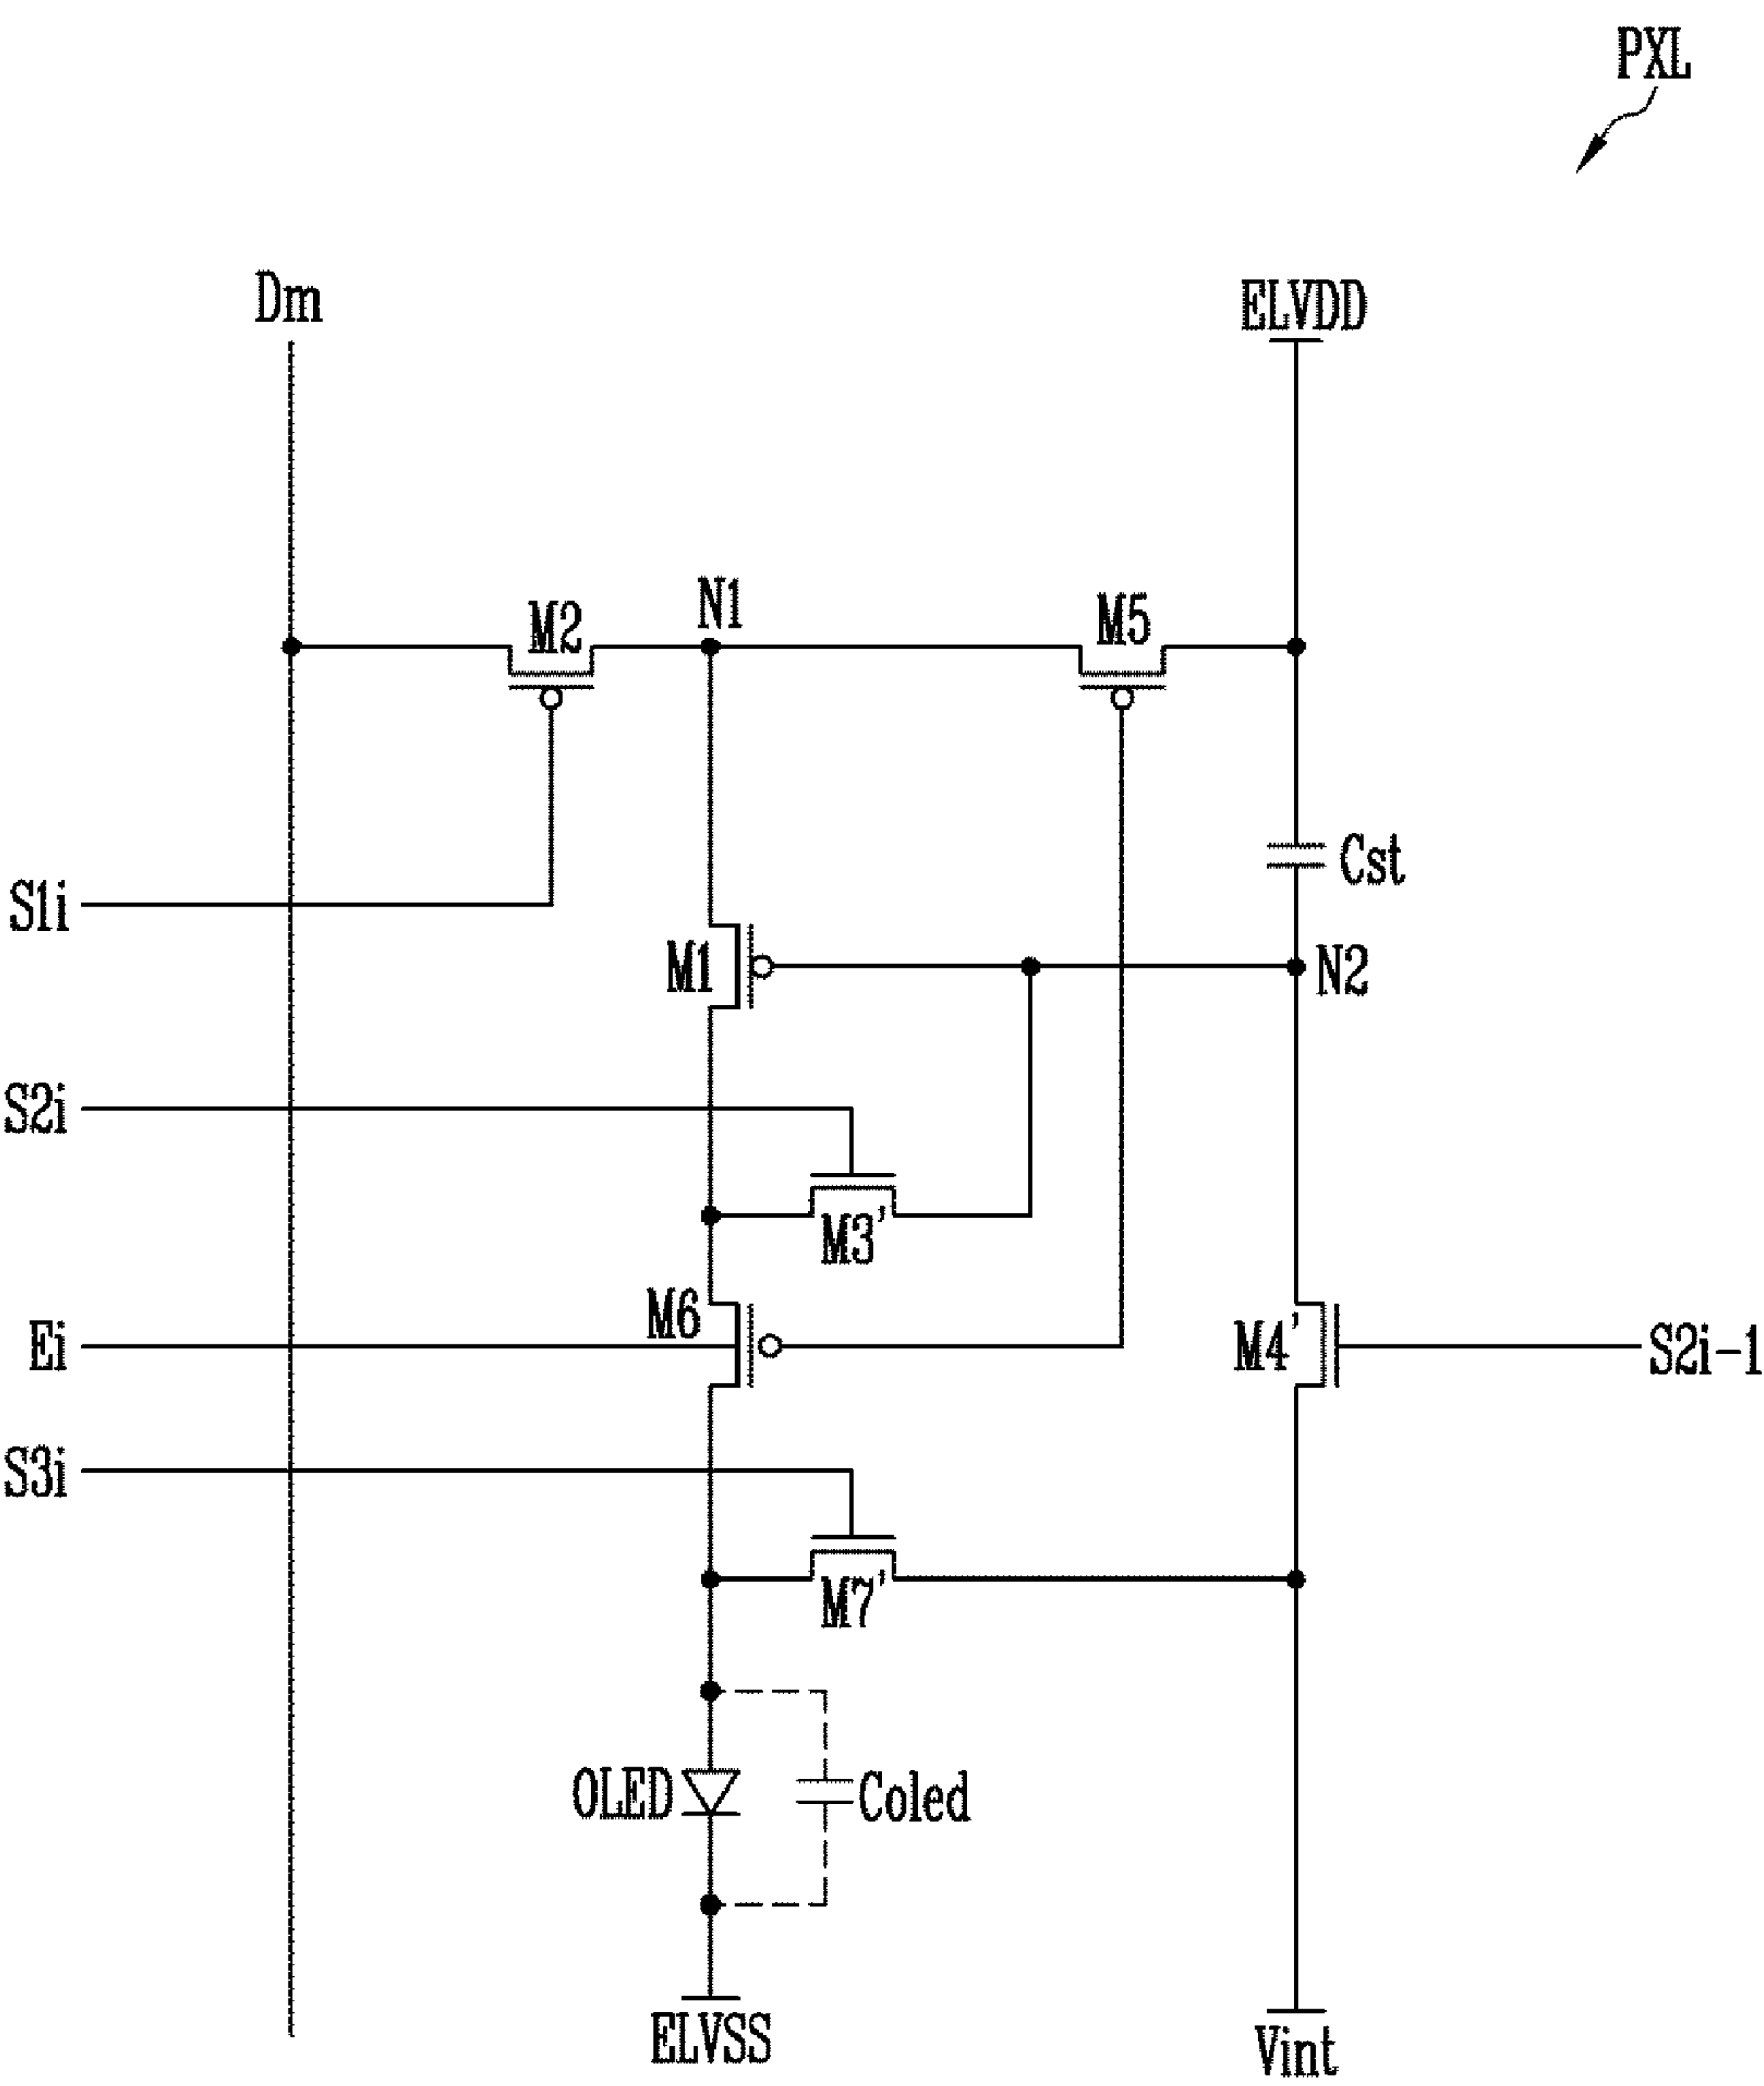 PXL
Dm
ELVDD
M2
N1
M5
Cst
S1i
M1
N2
S2i
M3'
M6
Ei
M4'
S2i-1
S3i
M7'
OLED
Coled
ELVSS
Vint